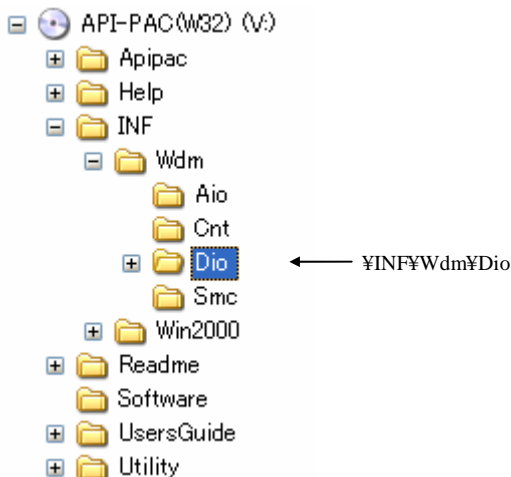 API-PAC(W32) (V:)
Apipac
Help
INF
Wdm
Aio
Cnt
Dio
¥INF¥Wdm¥Dio
Smc
Win2000
Readme
Software
UsersGuide
Utility